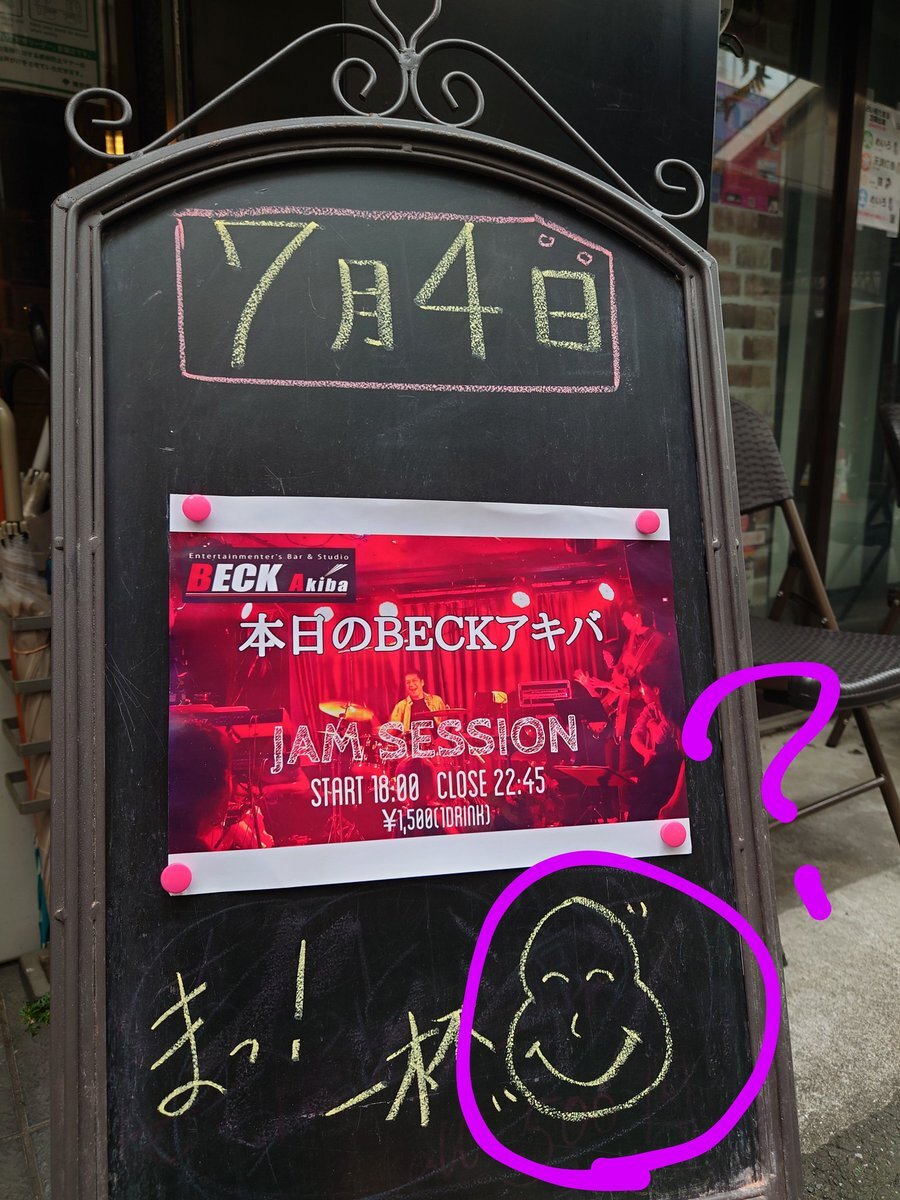 7月4日
Entertainmenter's Bar & Studio
BECK Akiba
本日のBECKアキバ
JAM SESSION
START 18:00 CLOSE 22:45
¥1,500(1DRINK)
まっ!
一杯
?